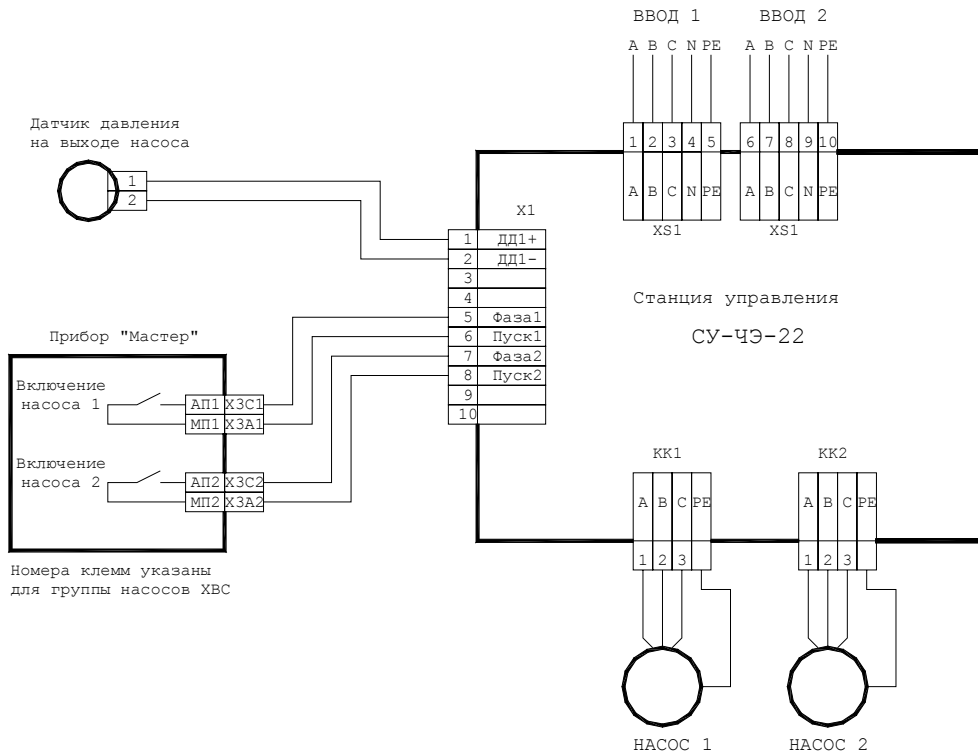 ВВОД 1
ВВОД 2
A B C N PE
A B C N PE
1 2 3 4 5
6 7 8 9 10
A B C N PE
A B C N PE
XS1
XS1
Датчик давления
на выходе насоса
1
2
X1
1 ДД1+
2 ДД1-
3
4
5 Фаза1
6 Пуск1
7 Фаза2
8 Пуск2
9
10
Станция управления
СУ-ЧЭ-22
Прибор "Мастер"
Включение
насоса 1
АП1 X3C1
МП1 X3A1
Включение
насоса 2
АП2 X3C2
МП2 X3A2
Номера клемм указаны
для группы насосов ХВС
КК1
КК2
A B C PE
A B C PE
1 2 3
1 2 3
НАСОС 1
НАСОС 2